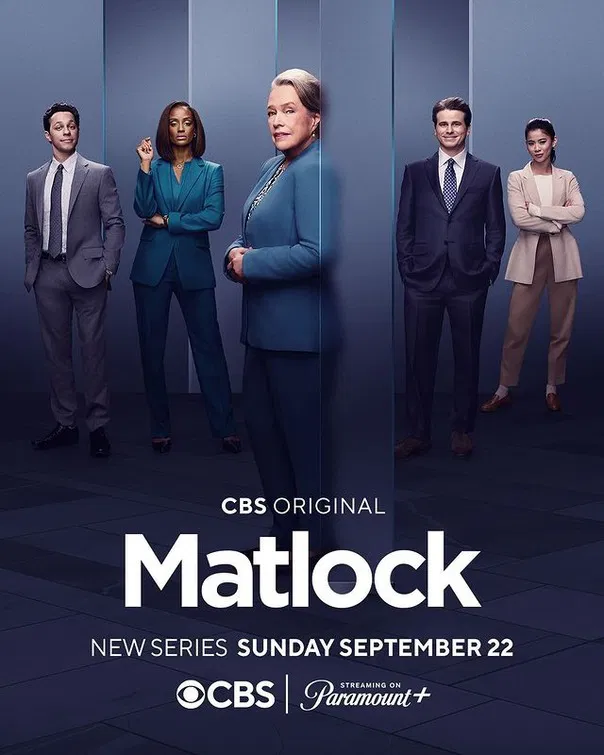 CBS ORIGINAL
Matlock
NEW SERIES SUNDAY SEPTEMBER 22
CBS
STREAMING ON
Paramount+